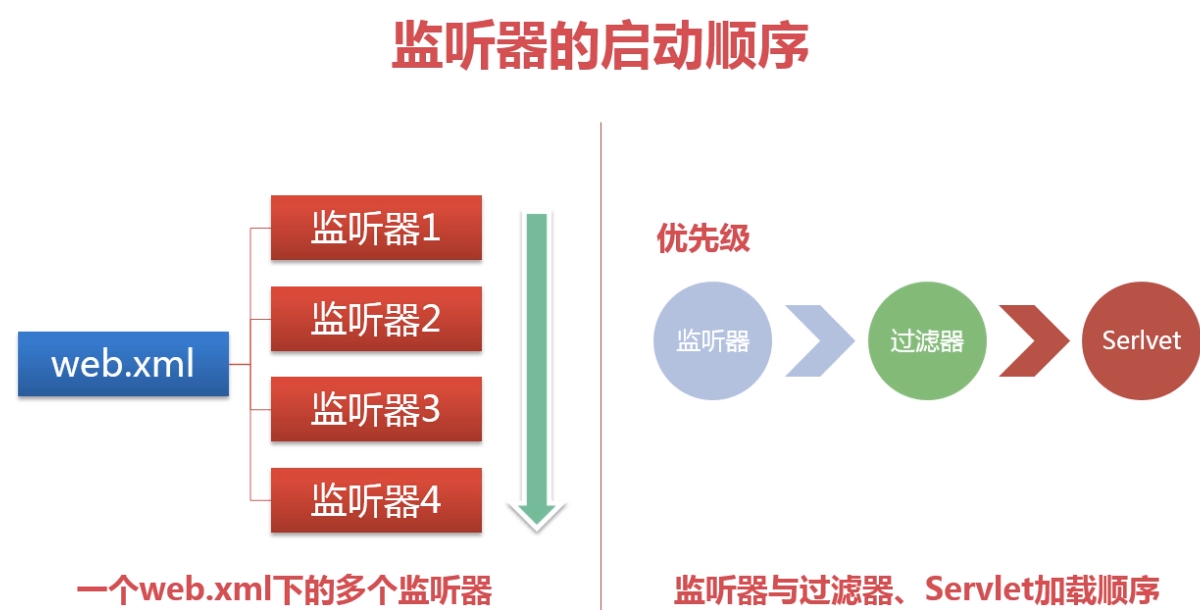 监听器的启动顺序
web.xml
监听器1
监听器2
监听器3
监听器4
一个web.xml下的多个监听器
优先级
监听器
过滤器
Serlvet
监听器与过滤器、Servlet加载顺序